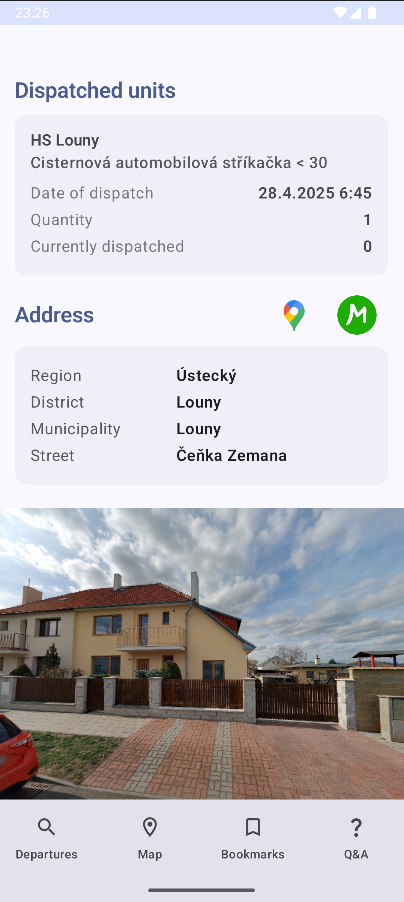 23:26
Dispatched units
HS Louny
Cisternová automobilová stříkačka < 30
Date of dispatch 28.4.2025 6:45
Quantity 1
Currently dispatched 0
Address
Region Ústecký
District Louny
Municipality Louny
Street Čeňka Zemana
Departures Map Bookmarks Q&A